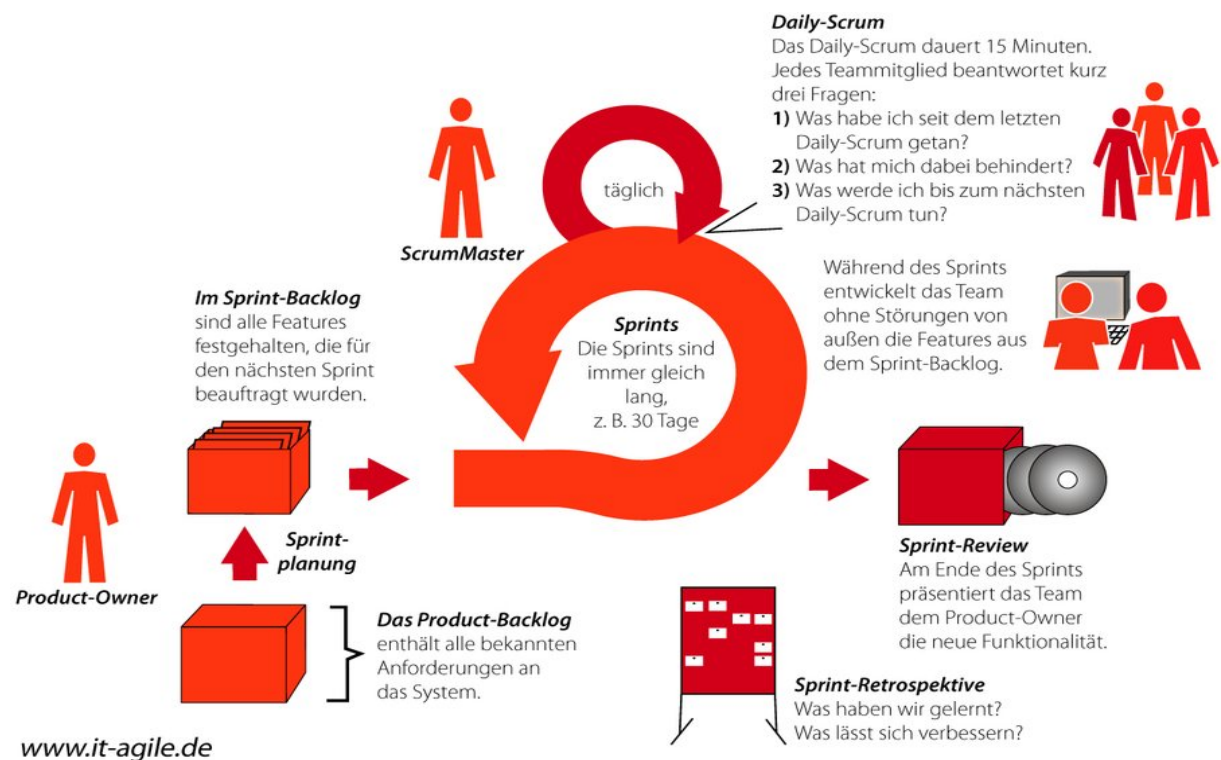 Daily-Scrum
Das Daily-Scrum dauert 15 Minuten.
Jedes Teammitglied beantwortet kurz
drei Fragen:
1) Was habe ich seit dem letzten
Daily-Scrum getan?
2) Was hat mich dabei behindert?
3) Was werde ich bis zum nächsten
Daily-Scrum tun?
täglich
ScrumMaster
Während des Sprints
entwickelt das Team
ohne Störungen von
außen die Features aus
dem Sprint-Backlog.
Im Sprint-Backlog
sind alle Features
festgehalten, die für
den nächsten Sprint
beauftragt wurden.
Sprints
Die Sprints sind
immer gleich
lang,
z. B. 30 Tage
Product-Owner
Sprint-
planung
Das Product-Backlog
enthält alle bekannten
Anforderungen an
das System.
Sprint-Review
Am Ende des Sprints
präsentiert das Team
dem Product-Owner
die neue Funktionalität.
Sprint-Retrospektive
Was haben wir gelernt?
Was lässt sich verbessern?
www.it-agile.de